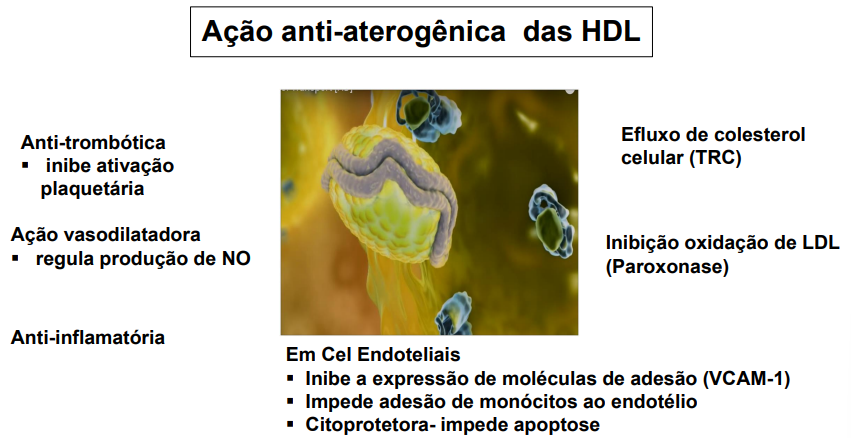 Ação anti-aterogênica das HDL
Anti-trombótica
▪ inibe ativação
plaquetária
Ação vasodilatadora
▪ regula produção de NO
Anti-inflamatória
Efluxo de colesterol
celular (TRC)
Inibição oxidação de LDL
(Paroxonase)
Em Cel Endoteliais
▪ Inibe a expressão de moléculas de adesão (VCAM-1)
▪ Impede adesão de monócitos ao endotélio
▪ Citoprotetora- impede apoptose